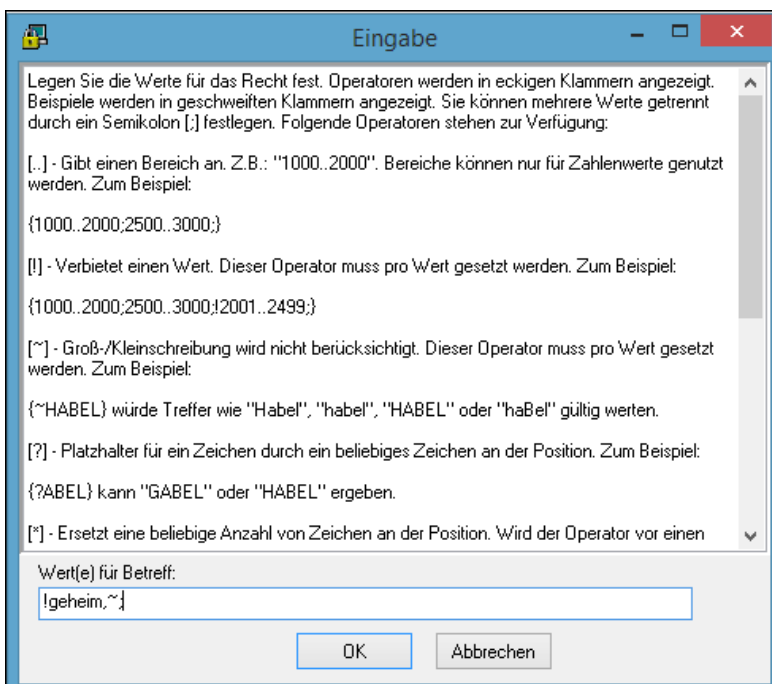 Eingabe
Legen Sie die Werte für das Recht fest. Operatoren werden in eckigen Klammern angezeigt.
Beispiele werden in geschweiften Klammern angezeigt. Sie können mehrere Werte getrennt
durch ein Semikolon [;] festlegen. Folgende Operatoren stehen zur Verfügung:
[..] - Gibt einen Bereich an. Z.B.: "1000..2000". Bereiche können nur für Zahlenwerte genutzt
werden. Zum Beispiel:
{1000..2000;2500..3000;}
[!] - Verbietet einen Wert. Dieser Operator muss pro Wert gesetzt werden. Zum Beispiel:
{1000..2000;2500..3000;!2001..2499;}
[~] - Groß-/Kleinschreibung wird nicht berücksichtigt. Dieser Operator muss pro Wert gesetzt
werden. Zum Beispiel:
{~HABEL} würde Treffer wie "Habel", "habel", "HABEL" oder "haBel" gültig werten.
[?] - Platzhalter für ein Zeichen durch ein beliebiges Zeichen an der Position. Zum Beispiel:
{?ABEL} kann "GABEL" oder "HABEL" ergeben.
[*] - Ersetzt eine beliebige Anzahl von Zeichen an der Position. Wird der Operator vor einen
Wert(e) für Betreff:
!geheim,~;
OK Abbrechen